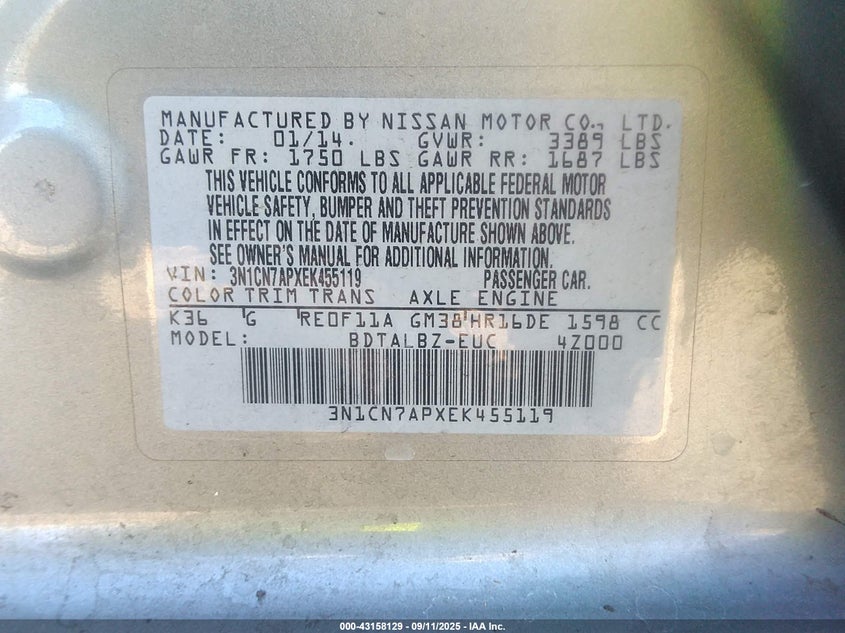 MANUFACTURED BY NISSAN MOTOR CO., LTD.
DATE: 01/14. GVWR: 3389 LBS
GAWR FR: 1750 LBS GAWR RR: 1687 LBS
THIS VEHICLE CONFORMS TO ALL APPLICABLE FEDERAL MOTOR
VEHICLE SAFETY, BUMPER AND THEFT PREVENTION STANDARDS
IN EFFECT ON THE DATE OF MANUFACTURE SHOWN ABOVE.
SEE OWNER'S MANUAL FOR ADDITIONAL INFORMATION.
VIN: 3N1CN7APXEK455119 PASSENGER CAR.
COLOR TRIM TRANS AXLE ENGINE
K36 G RE0F11A GM38 HR16DE 1598 CC
MODEL: BDTALBZ-EUC 4Z000
3N1CN7APXEK455119
000-43158129 - 09/11/2025 - IAA Inc.